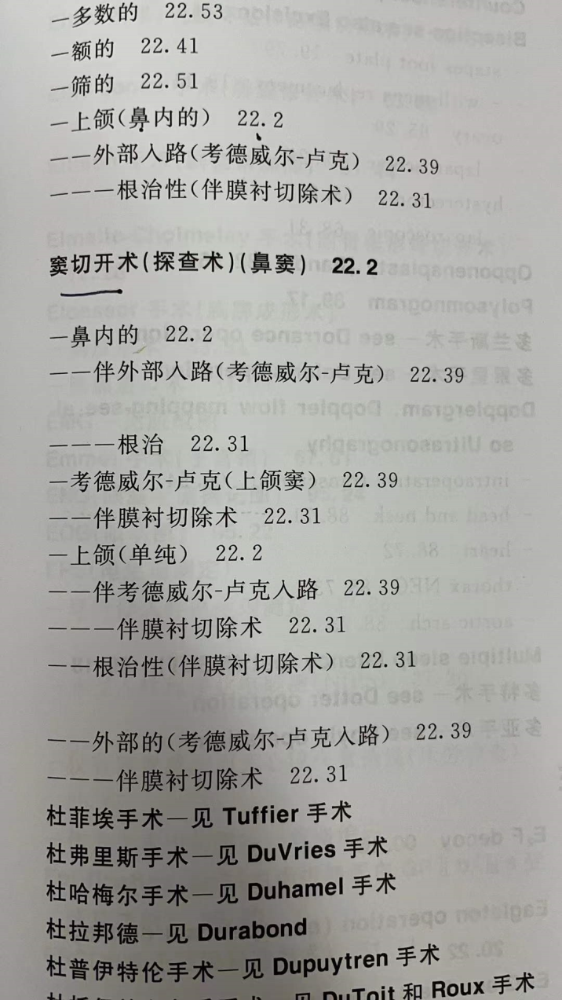 —多数的 22.53
—额的 22.41
—筛的 22.51
—上颌(鼻内的) 22.2
——外部入路(考德威尔-卢克) 22.39
———根治性(伴膜衬切除术) 22.31
窦切开术(探查术)(鼻窦) 22.2
—鼻内的 22.2
——伴外部入路(考德威尔-卢克) 22.39
———根治 22.31
—考德威尔-卢克(上颌窦) 22.39
——伴膜衬切除术 22.31
—上颌(单纯) 22.2
——伴考德威尔-卢克入路 22.39
———伴膜衬切除术 22.31
——根治性(伴膜衬切除术) 22.31
——外部的(考德威尔-卢克入路) 22.39
———伴膜衬切除术 22.31
杜菲埃手术—见 Tuffier 手术
杜弗里斯手术—见 DuVries 手术
杜哈梅尔手术—见 Duhamel 手术
杜拉邦德—见 Durabond
杜普伊特伦手术—见 Dupuytren 手术
见 DuToit 和 Roux 手术